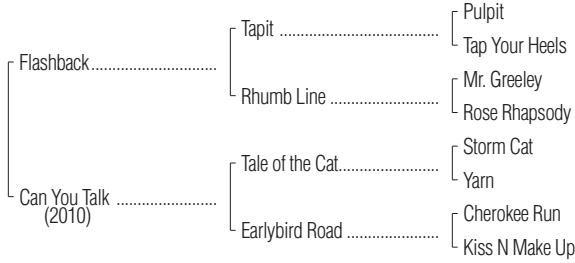 Pulpit
Tapit ..............................
Tap Your Heels
Flashback.......................
Mr. Greeley
Rhumb Line ....................
Rose Rhapsody
Storm Cat
Tale of the Cat..................
Yarn
Can You Talk ..................
(2010)
Cherokee Run
Earlybird Road .................
Kiss N Make Up